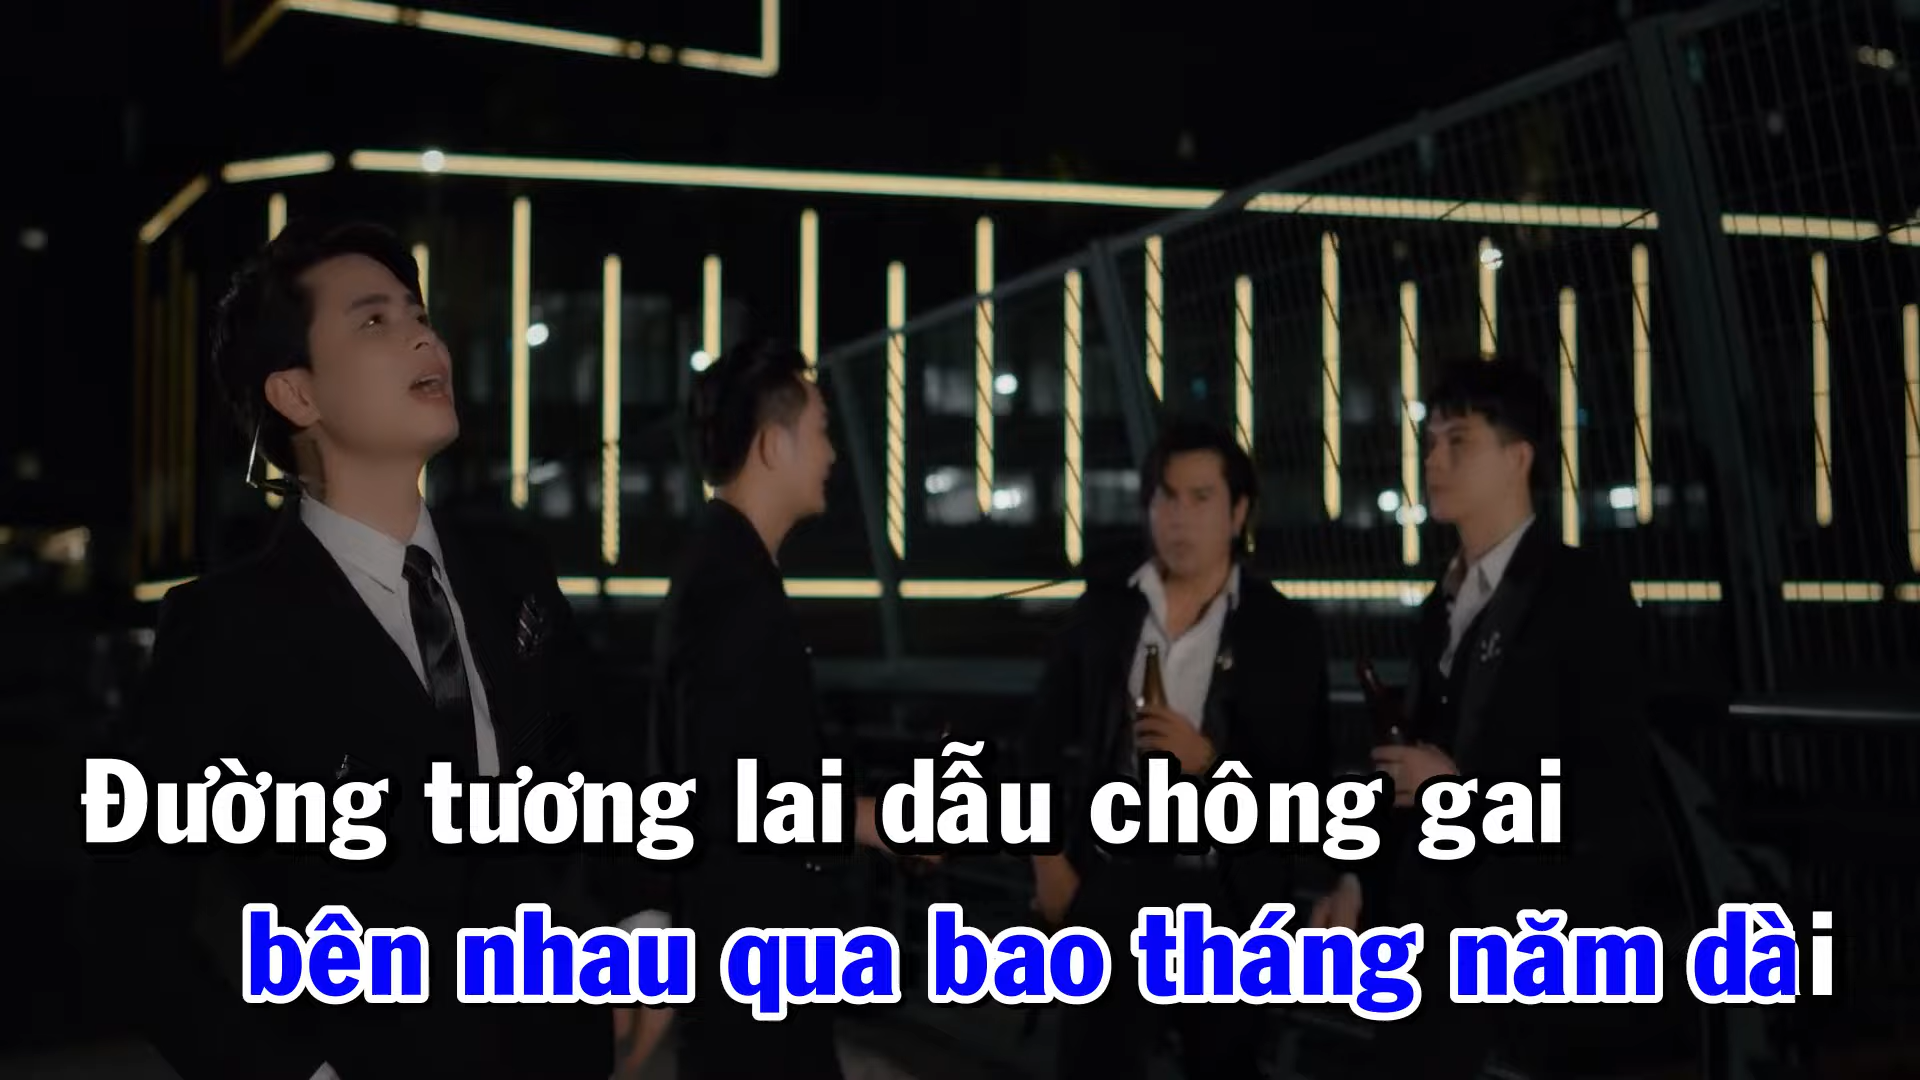 Đường tương lai dẫu chông gai
bên nhau qua bao tháng năm dài